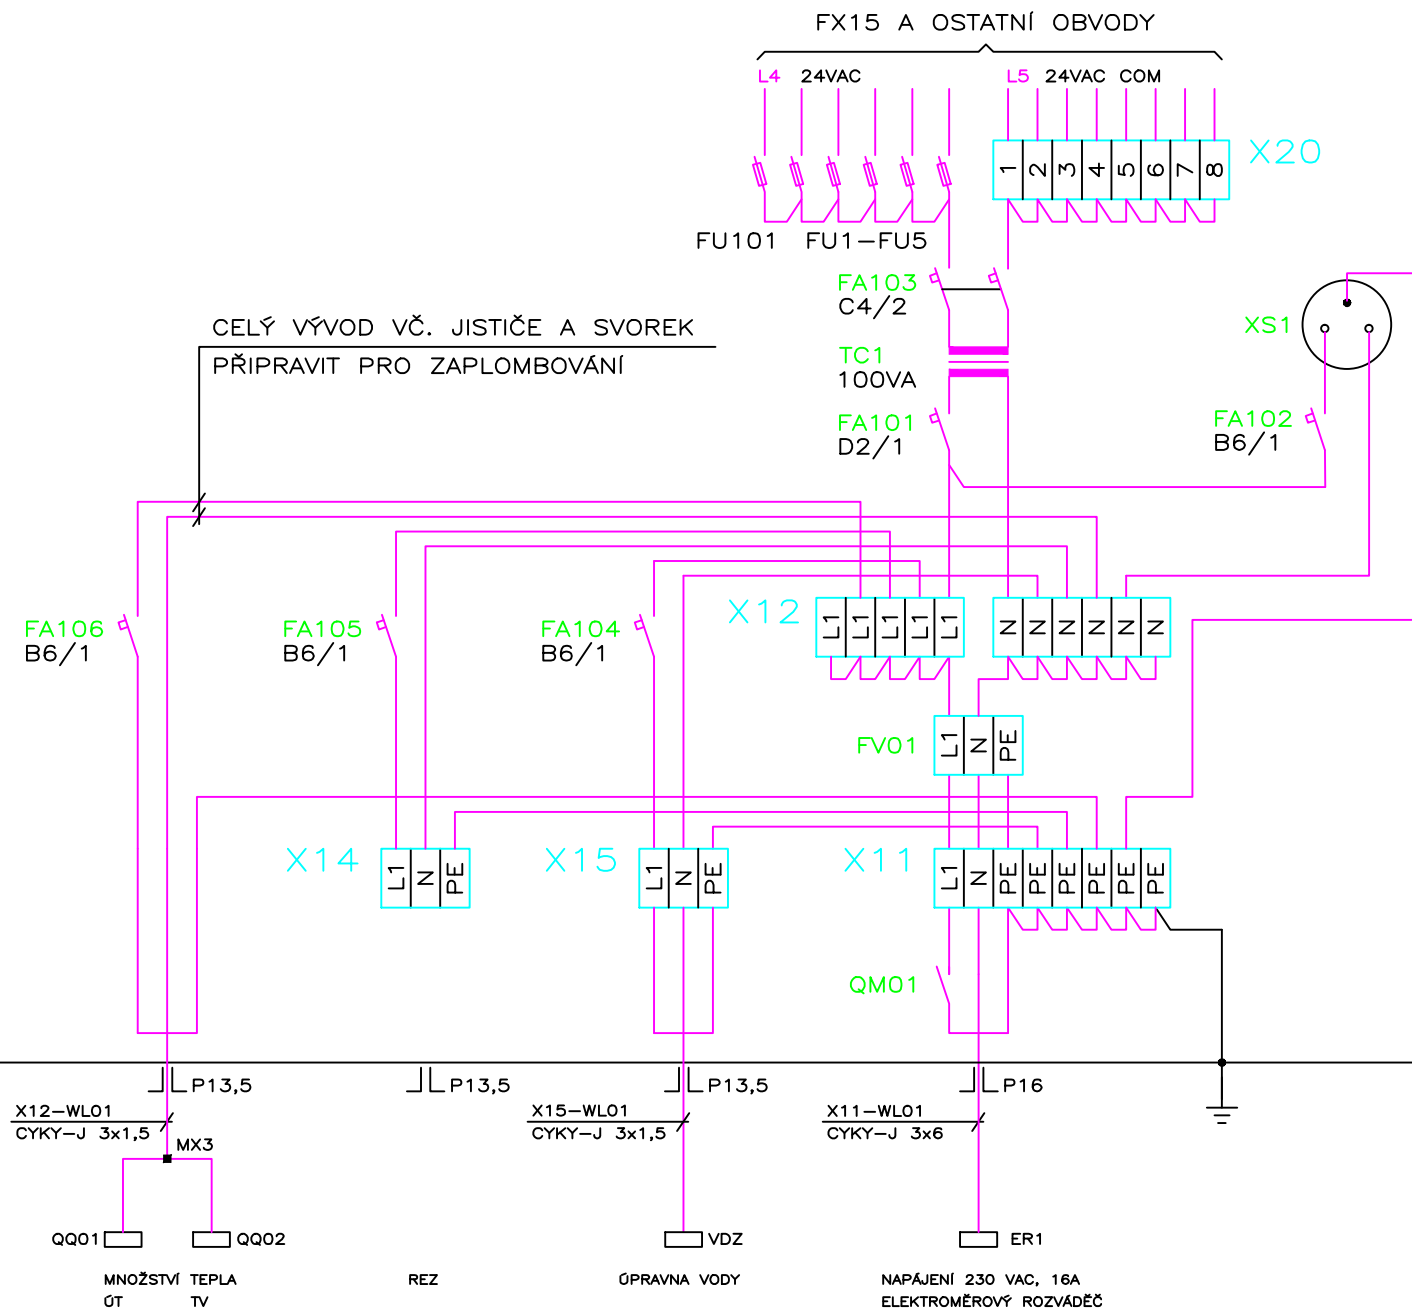 FX15 A OSTATNÍ OBVODY
L4 24VAC L5 24VAC COM
1 2 3 4 5 6 7 8 X20
FU101 FU1-FU5
FA103
C4/2
XS1
CELÝ VÝVOD VČ. JISTIČE A SVOREK
PŘIPRAVIT PRO ZAPLOMBOVÁNÍ
TC1
100VA
FA101
D2/1
FA102
B6/1
FA106
B6/1
FA105
B6/1
FA104
B6/1
X12 L1 L1 L1 L1 L1 N N N N N N
FV01 L1 N PE
X14 L1 N PE
X15 L1 N PE
X11 L1 N PE PE PE PE PE PE
QM01
P13,5 P13,5 P13,5 P16
X12-WL01
CYKY-J 3x1,5
X15-WL01
CYKY-J 3x1,5
X11-WL01
CYKY-J 3x6
MX3
QQ01 QQ02 VDZ ER1
MNOŽSTVÍ TEPLA
ÚT TV
REZ
ÚPRAVNA VODY
NAPÁJENÍ 230 VAC, 16A
ELEKTROMĚROVÝ ROZVÁDĚČ